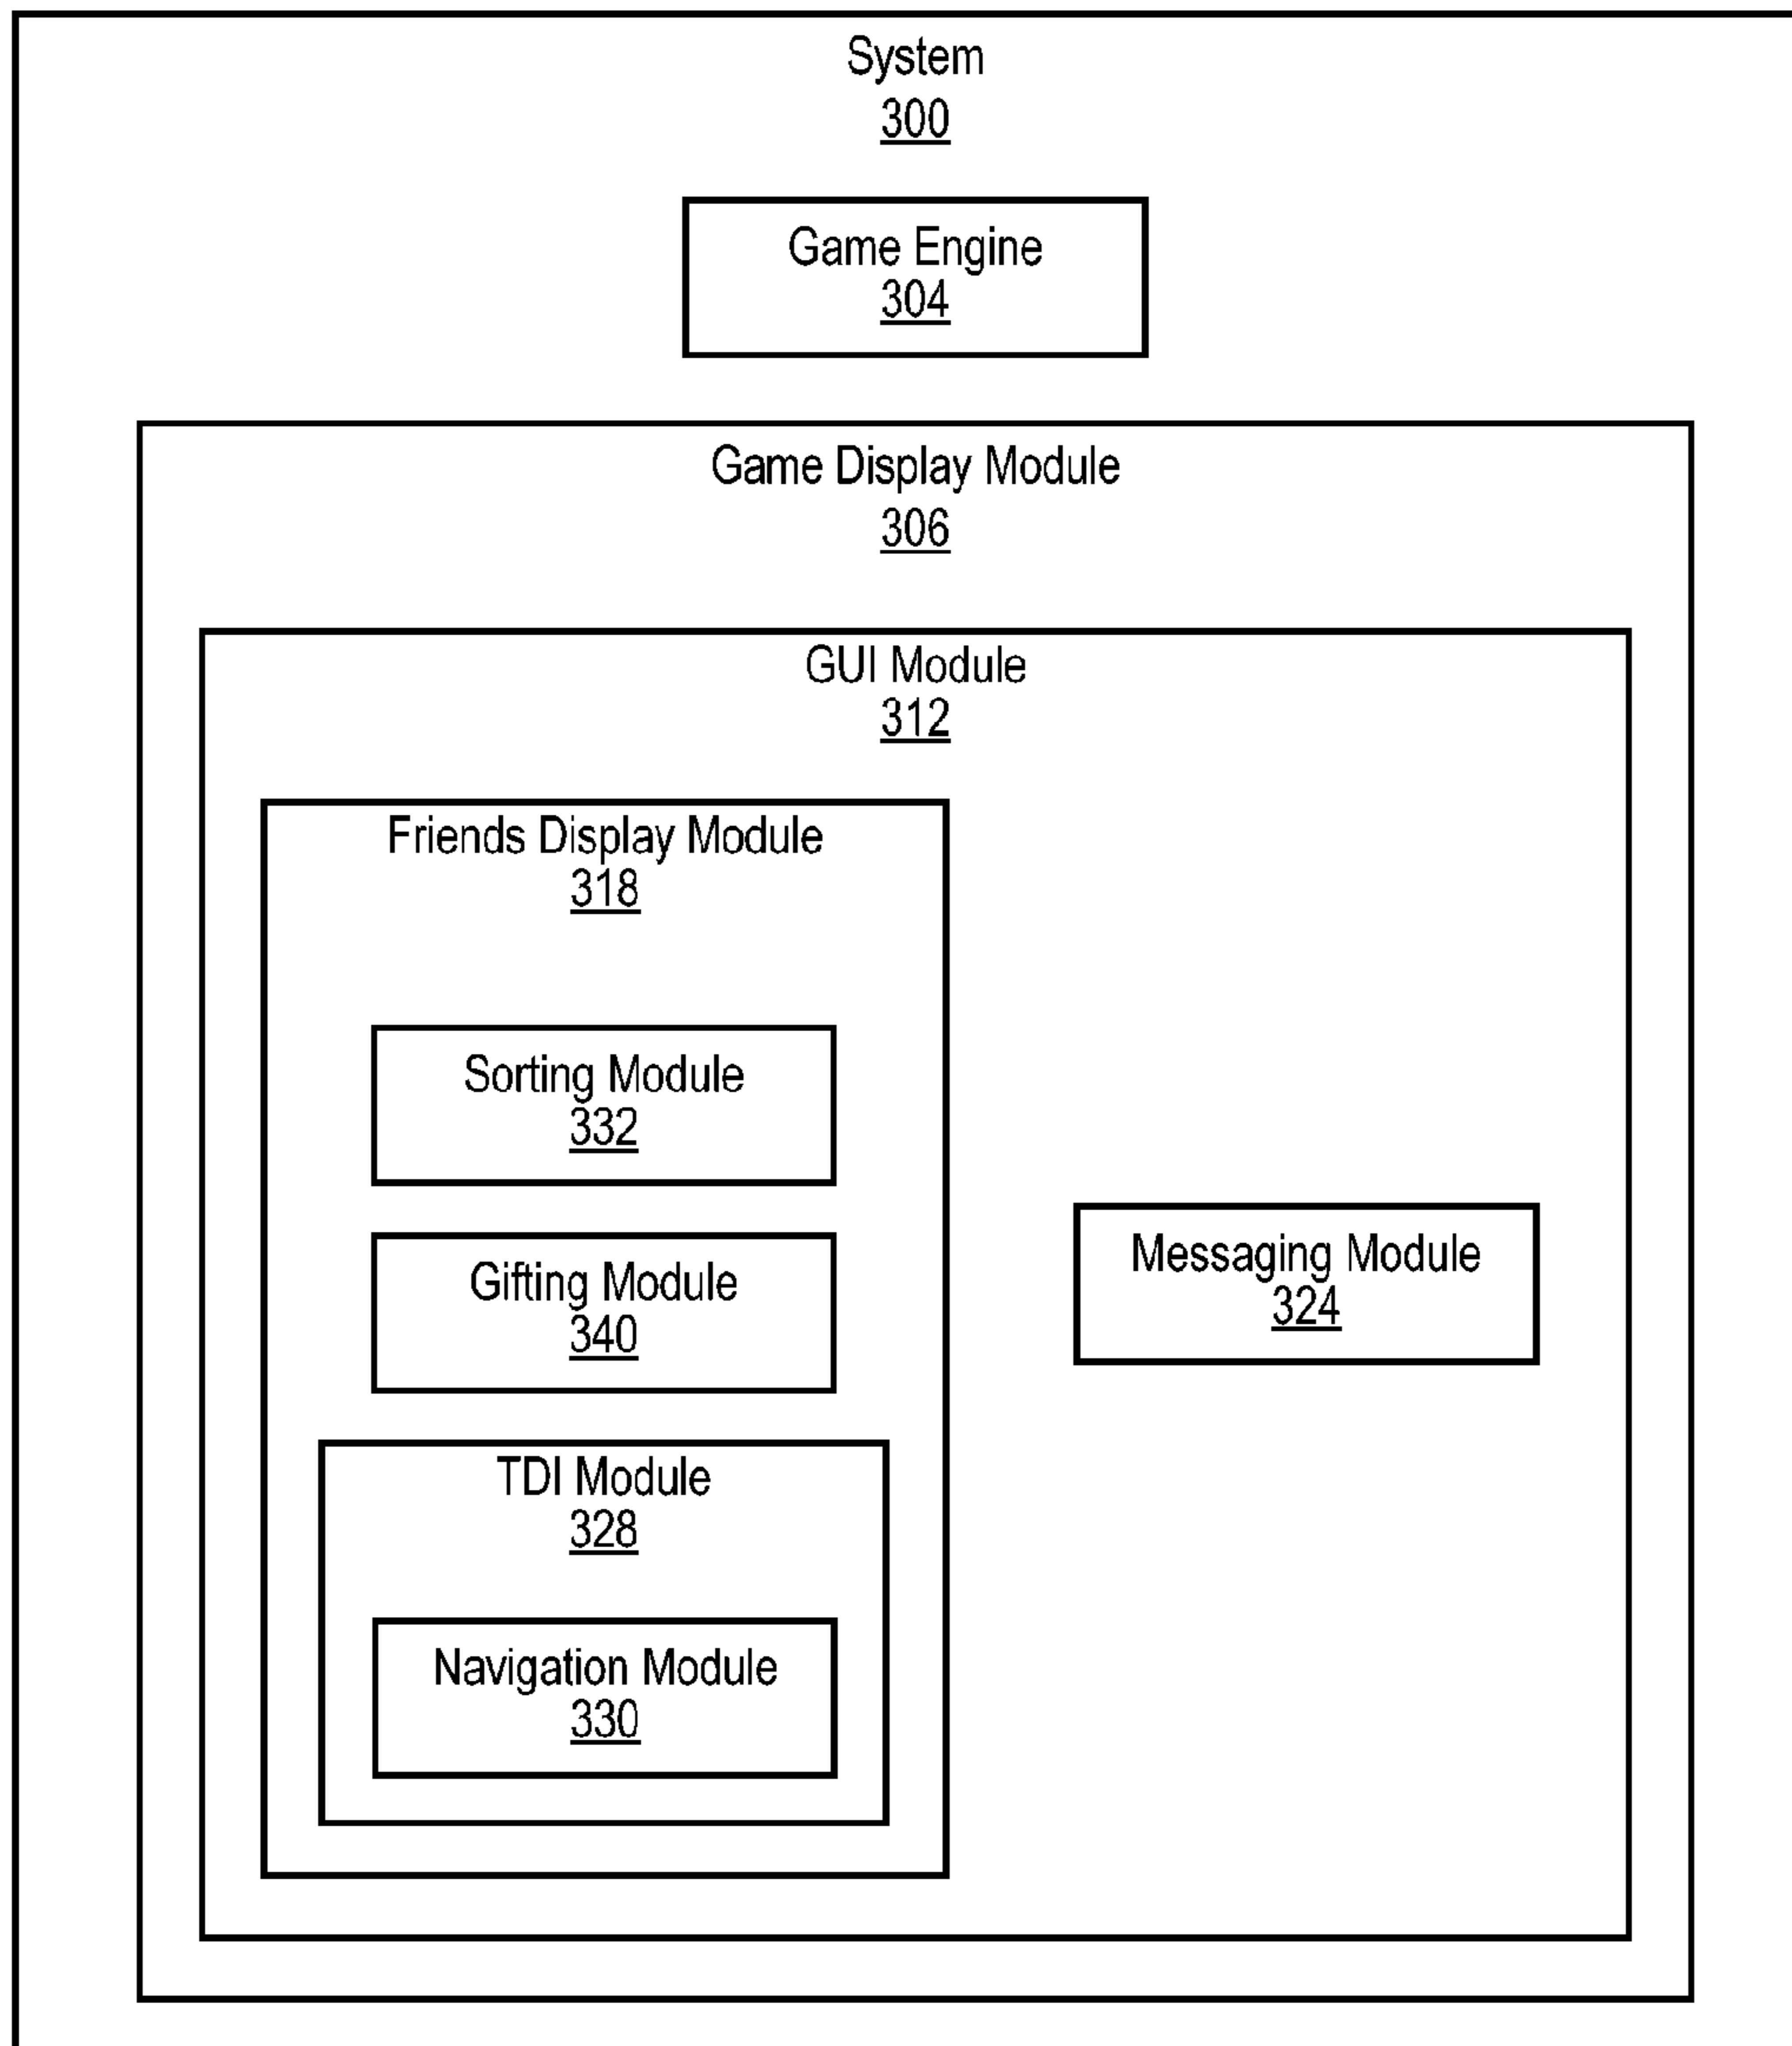 System
300
Game Engine
304
Game Display Module
306
GUI Module
312
Friends Display Module
318
Sorting Module
332
Gifting Module
340
Messaging Module
324
TDI Module
328
Navigation Module
330